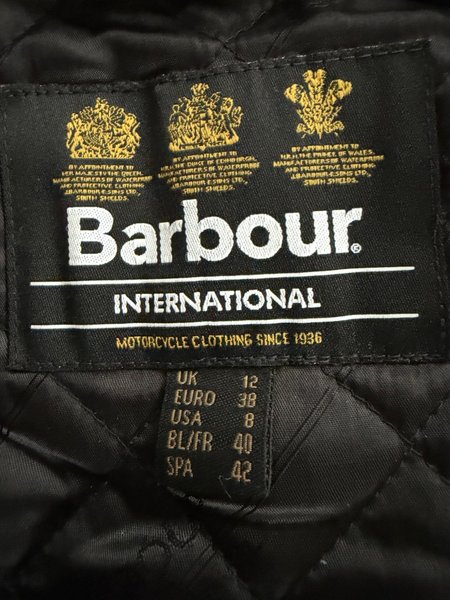 BY APPOINTMENT TO
H.R.H. MAJESTY THE QUEEN
MANUFACTURERS OF WATERPROOF
AND PROTECTIVE CLOTHING
J.BARBOUR & SONS LTD.
SOUTH SHIELDS.
BY APPOINTMENT TO
H.R.H. DUKE OF EDINBURGH
MANUFACTURERS OF WATERPROOF
AND PROTECTIVE CLOTHING
J.BARBOUR & SONS LTD.
SOUTH SHIELDS.
BY APPOINTMENT TO
H.R.H. THE PRINCE OF WALES
MANUFACTURERS OF WATERPROOF
AND PROTECTIVE CLOTHING
J.BARBOUR & SONS LTD.
SOUTH SHIELDS.
Barbour®
INTERNATIONAL
MOTORCYCLE CLOTHING SINCE 1936
UK 12
EURO 38
USA 8
BL/FR 40
SPA 42